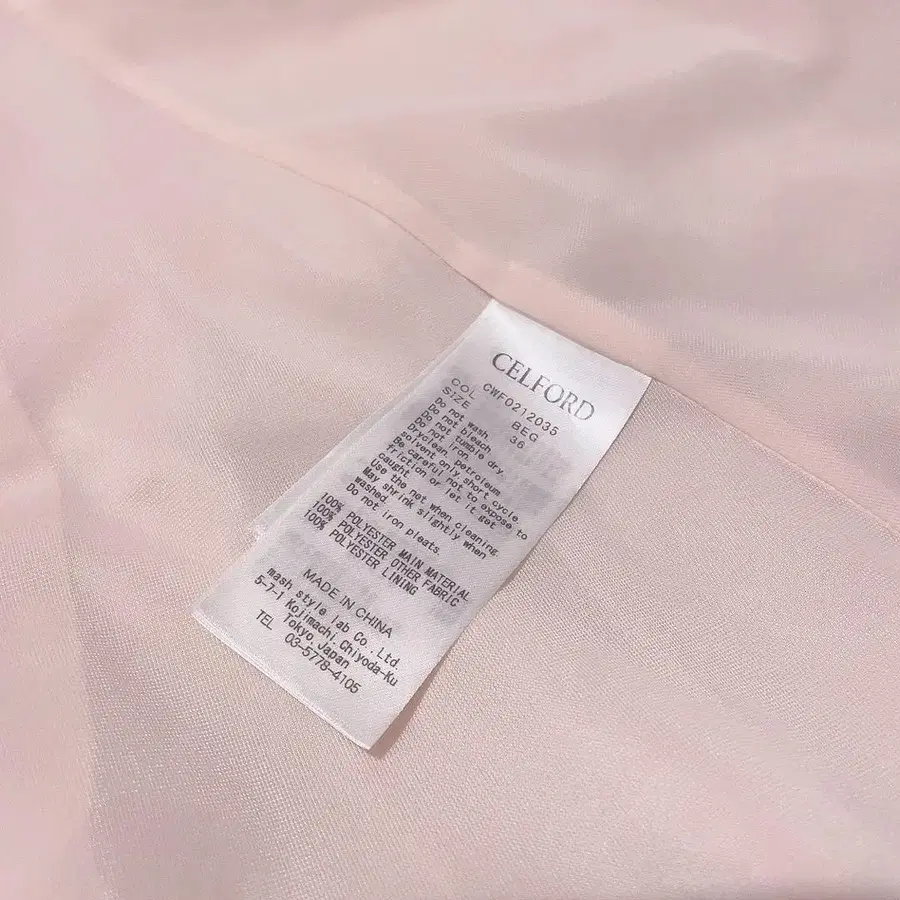 CELFORD
CWF0212035
COL BEG
SIZE 36
Do not wash.
Do not bleach.
Do not tumble dry.
Do not iron.
Dryclean, petroleum
solvent only,short cycle.
Be careful not to expose to
friction or let it get
caught.
Use the net when cleaning.
May shrink slightly when
washed.
Do not iron pleats.
100% POLYESTER MAIN MATERIAL
100% POLYESTER OTHER FABRIC
100% POLYESTER LINING
MADE IN CHINA
mash style lab Co.,Ltd.
5-7-1 Kojimachi,Chiyoda-Ku
Tokyo,Japan
TEL 03-5778-4105